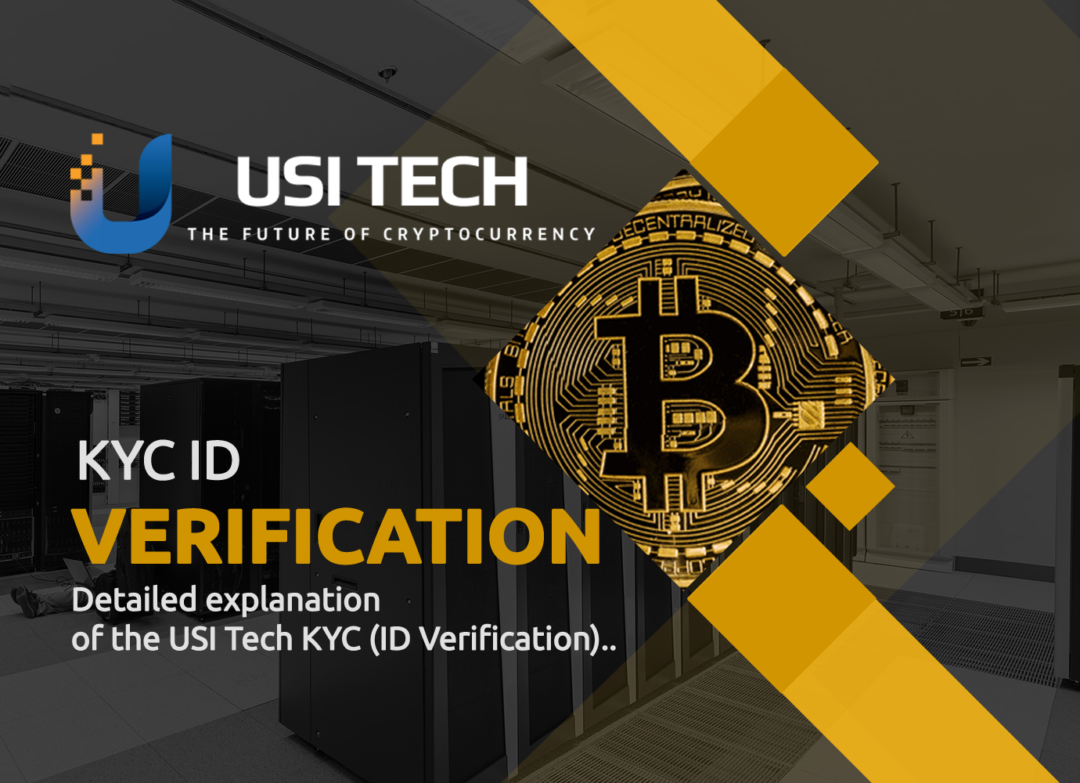 USI TECH
THE FUTURE OF CRYPTOCURRENCY
DECENTRALIZED
KYC ID
VERIFICATION
Detailed explanation
of the USI Tech KYC (ID Verification)..